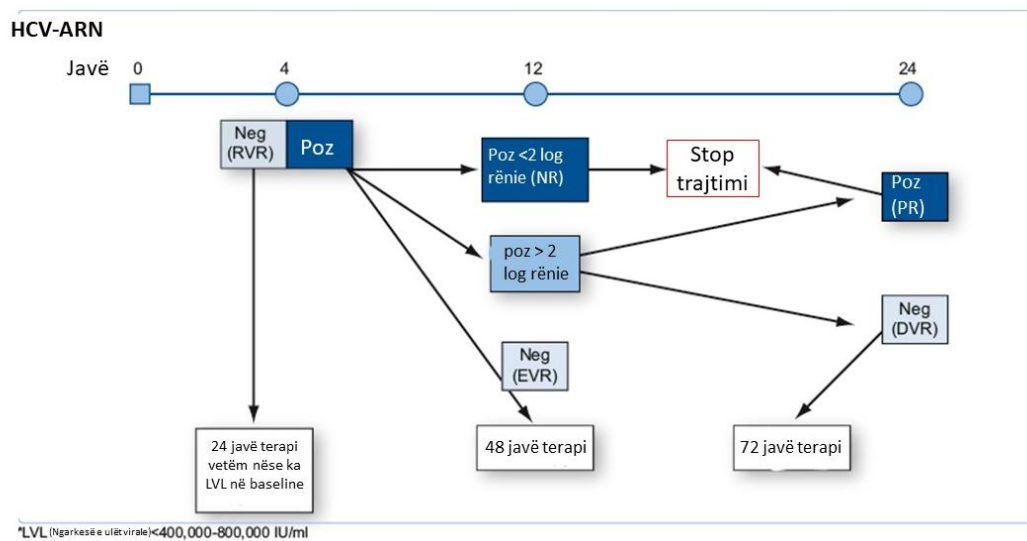 HCV-ARN
Javë 0 4 12 24
Neg
(RVR)
Poz
Poz <2 log
rënie (NR)
Stop
trajtimi
Poz
(PR)
poz > 2
log rënie
Neg
(DVR)
Neg
(EVR)
24 javë terapi
vetëm nëse ka
LVL në baseline
48 javë terapi
72 javë terapi
*LVL (Ngarkesë e ulët virale)<400,000-800,000 IU/ml